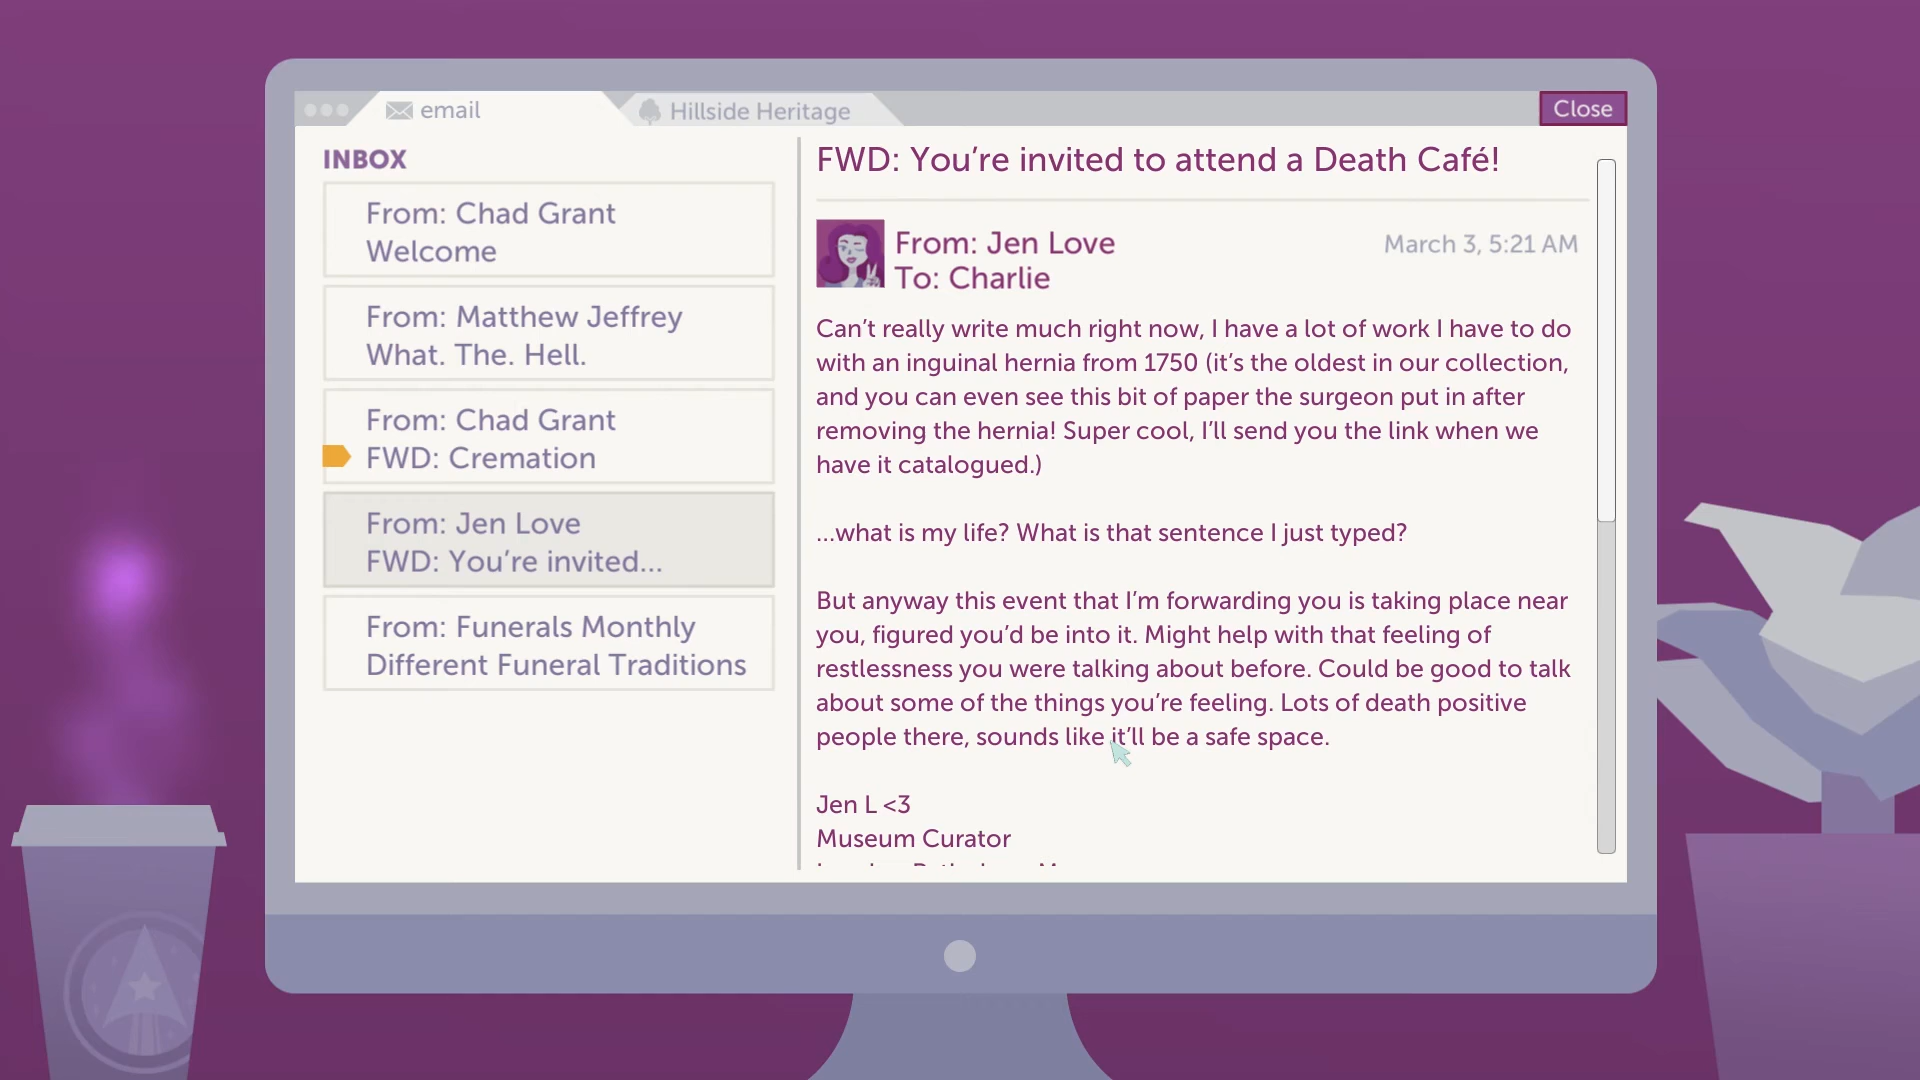 email
Hillside Heritage
Close
INBOX
From: Chad Grant
Welcome
From: Matthew Jeffrey
What. The. Hell.
From: Chad Grant
FWD: Cremation
From: Jen Love
FWD: You're invited...
From: Funerals Monthly
Different Funeral Traditions
FWD: You're invited to attend a Death Café!
From: Jen Love
March 3, 5:21 AM
To: Charlie
Can't really write much right now, I have a lot of work I have to do
with an inguinal hernia from 1750 (it's the oldest in our collection,
and you can even see this bit of paper the surgeon put in after
removing the hernia! Super cool, I'll send you the link when we
have it catalogued.)
...what is my life? What is that sentence I just typed?
But anyway this event that I'm forwarding you is taking place near
you, figured you'd be into it. Might help with that feeling of
restlessness you were talking about before. Could be good to talk
about some of the things you're feeling. Lots of death positive
people there, sounds like it'll be a safe space.
Jen L <3
Museum Curator